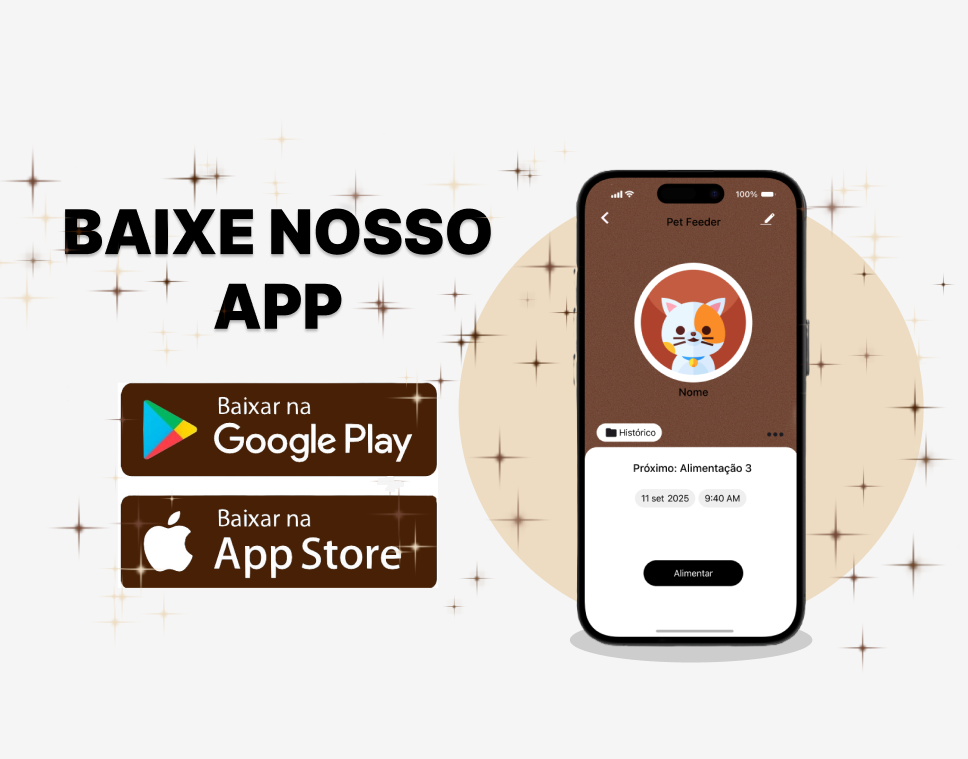 BAIXE NOSSO
APP
Baixar na
Google Play
Baixar na
App Store
100%
Pet Feeder
Nome
Histórico
Próximo: Alimentação 3
11 set 2025 9:40 AM
Alimentar